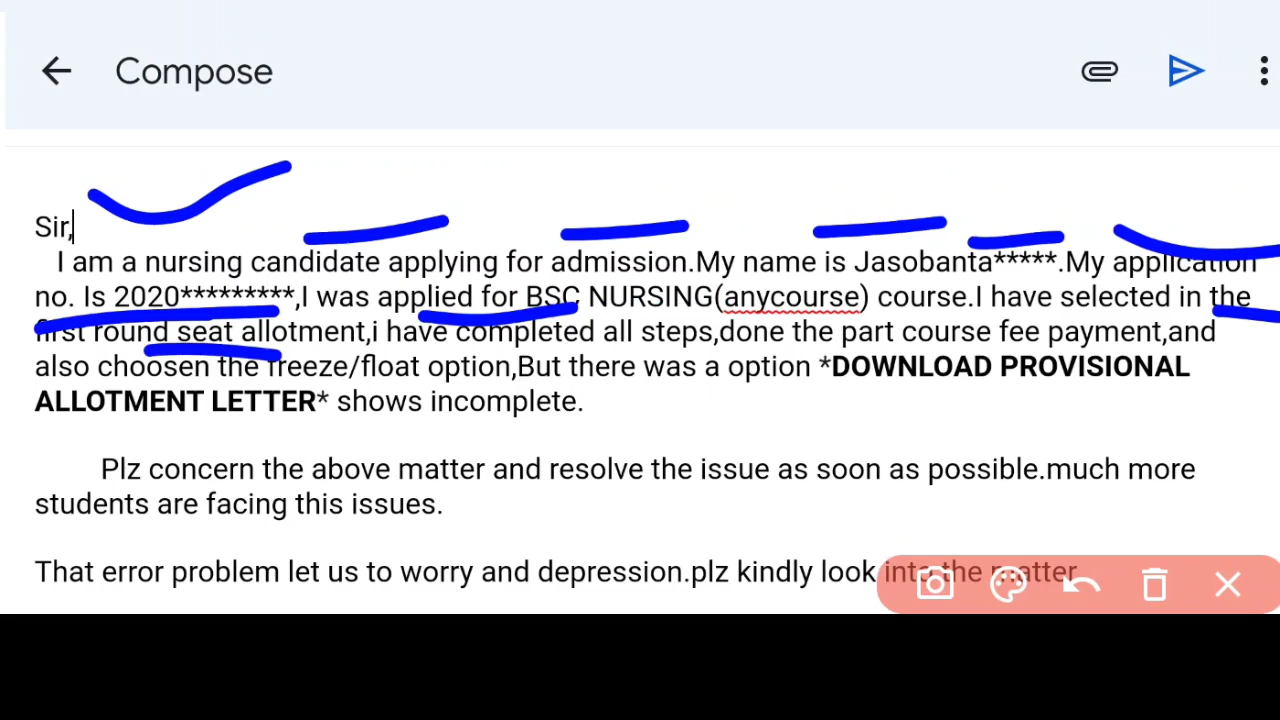 Compose
Sir,
I am a nursing candidate applying for admission.My name is Jasobanta*****.My application
no. Is 2020*********,I was applied for BSC NURSING(anycourse) course.I have selected in the
first round seat allotment,i have completed all steps,done the part course fee payment,and
also choosen the freeze/float option,But there was a option *DOWNLOAD PROVISIONAL
ALLOTMENT LETTER* shows incomplete.
Plz concern the above matter and resolve the issue as soon as possible.much more
students are facing this issues.
That error problem let us to worry and depression.plz kindly look into the matter